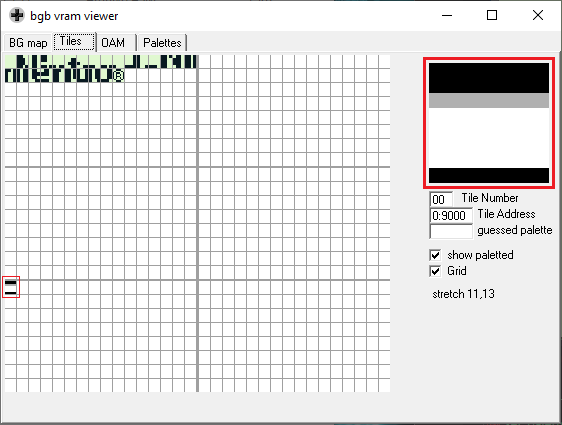 bgb vram viewer
BG map Tiles OAM Palettes
00 Tile Number
0:9000 Tile Address
guessed palette
show paletted
Grid
stretch 11,13